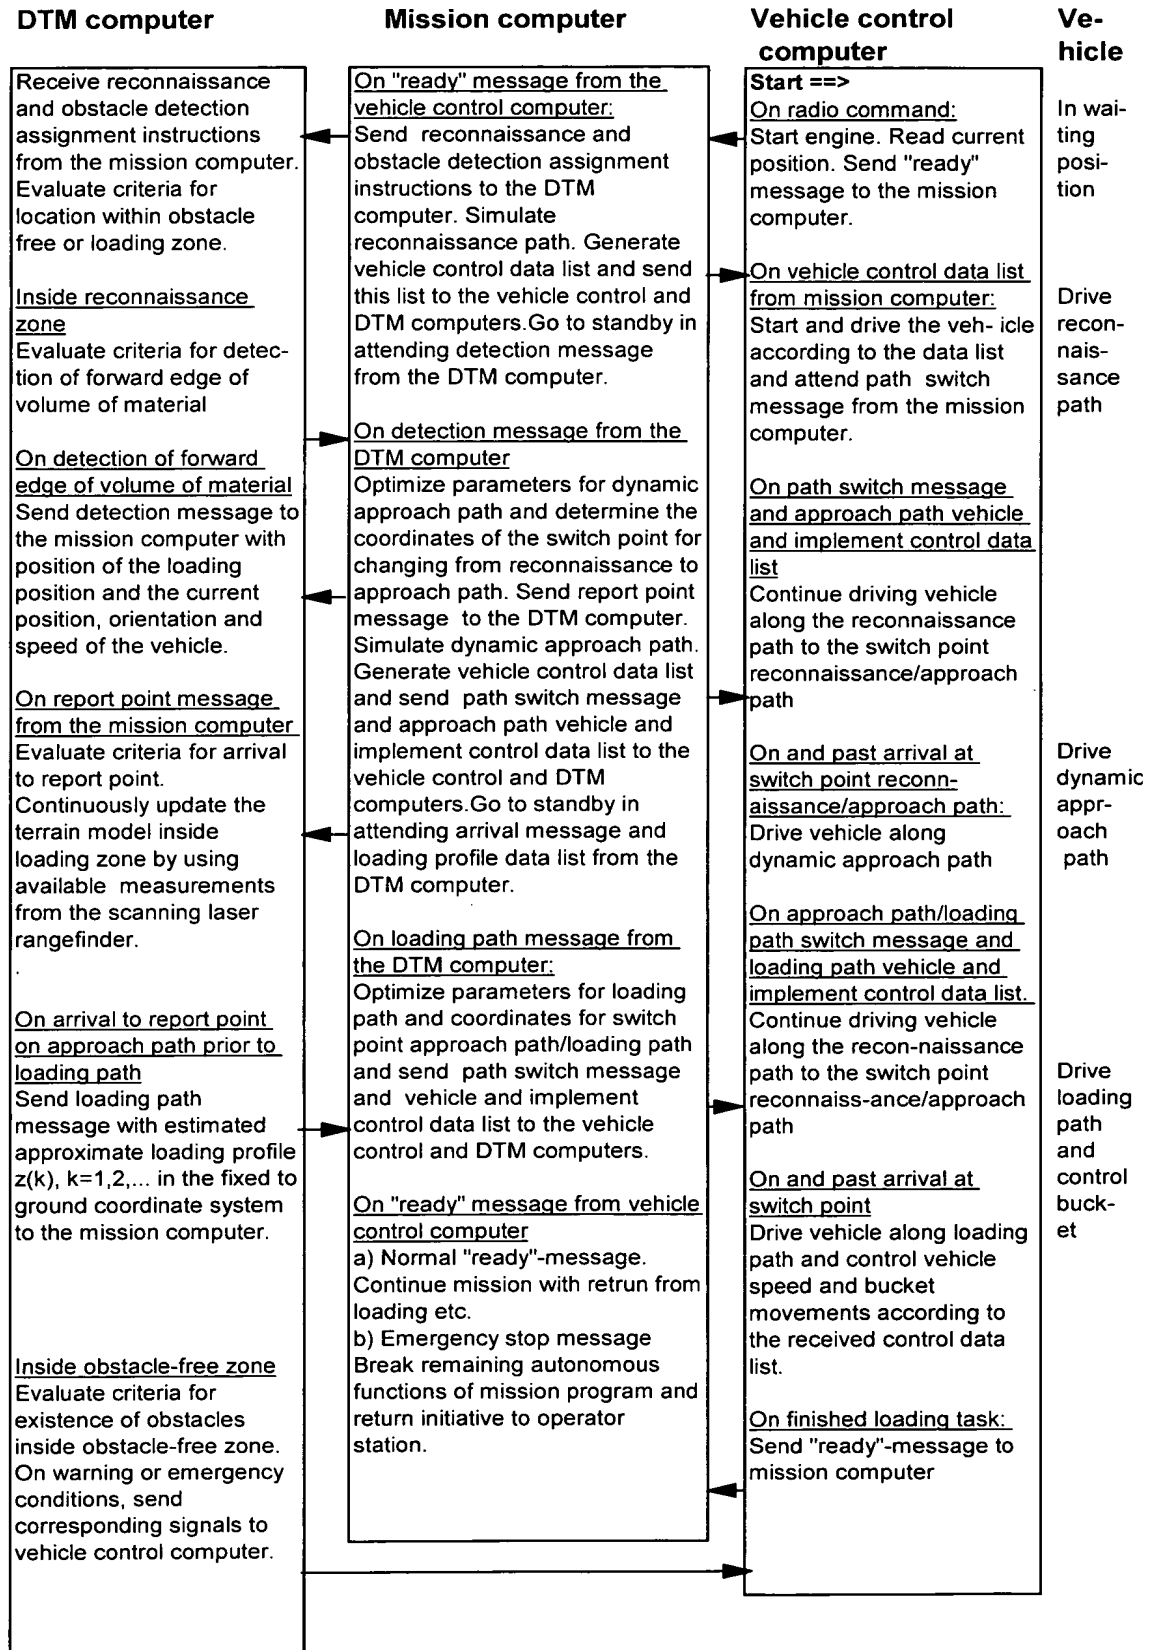 DTM computer
Receive reconnaissance
and obstacle detection
assignment instructions
from the mission computer.
Evaluate criteria for
location within obstacle
free or loading zone.
Inside reconnaissance
zone
Evaluate criteria for detec-
tion of forward edge of
volume of material
On detection of forward
edge of volume of material
Send detection message to
the mission computer with
position of the loading
position and the current
position, orientation and
speed of the vehicle.
On report point message
from the mission computer
Evaluate criteria for arrival
to report point.
Continuously update the
terrain model inside
loading zone by using
available measurements
from the scanning laser
rangefinder.
.
On arrival to report point
on approach path prior to
loading path
Send loading path
message with estimated
approximate loading profile
z(k), k=1,2,... in the fixed to
ground coordinate system
to the mission computer.
Inside obstacle-free zone
Evaluate criteria for
existence of obstacles
inside obstacle-free zone.
On warning or emergency
conditions, send
corresponding signals to
vehicle control computer.
Mission computer
On "ready" message from the
vehicle control computer:
Send reconnaissance and
obstacle detection assignment
instructions to the DTM
computer. Simulate
reconnaissance path. Generate
vehicle control data list and send
this list to the vehicle control and
DTM computers.Go to standby in
attending detection message
from the DTM computer.
On detection message from the
DTM computer
Optimize parameters for dynamic
approach path and determine the
coordinates of the switch point for
changing from reconnaissance to
approach path. Send report point
message to the DTM computer.
Simulate dynamic approach path.
Generate vehicle control data list
and send path switch message
and approach path vehicle and
implement control data list to the
vehicle control and DTM
computers.Go to standby in
attending arrival message and
loading profile data list from the
DTM computer.
On loading path message from
the DTM computer:
Optimize parameters for loading
path and coordinates for switch
point approach path/loading path
and send path switch message
and vehicle and implement
control data list to the vehicle
control and DTM computers.
On "ready" message from vehicle
control computer
a) Normal "ready"-message.
Continue mission with retrun from
loading etc.
b) Emergency stop message
Break remaining autonomous
functions of mission program and
return initiative to operator
station.
Vehicle control
computer
Start ==>
On radio command:
Start engine. Read current
position. Send "ready"
message to the mission
computer.
On vehicle control data list
from mission computer:
Start and drive the veh- icle
according to the data list
and attend path switch
message from the mission
computer.
On path switch message
and approach path vehicle
and implement control data
list
Continue driving vehicle
along the reconnaissance
path to the switch point
reconnaissance/approach
path
On and past arrival at
switch point reconn-
aissance/approach path:
Drive vehicle along
dynamic approach path
On approach path/loading
path switch message and
loading path vehicle and
implement control data list.
Continue driving vehicle
along the recon-naissance
path to the switch point
reconnaiss-ance/approach
path
On and past arrival at
switch point
Drive vehicle along loading
path and control vehicle
speed and bucket
movements according to
the received control data
list.
On finished loading task:
Send "ready"-message to
mission computer
Ve-
hicle
In wai-
ting
posi-
tion
Drive
recon-
nais-
sance
path
Drive
dynamic
appr-
oach
path
Drive
loading
path
and
control
buck-
et